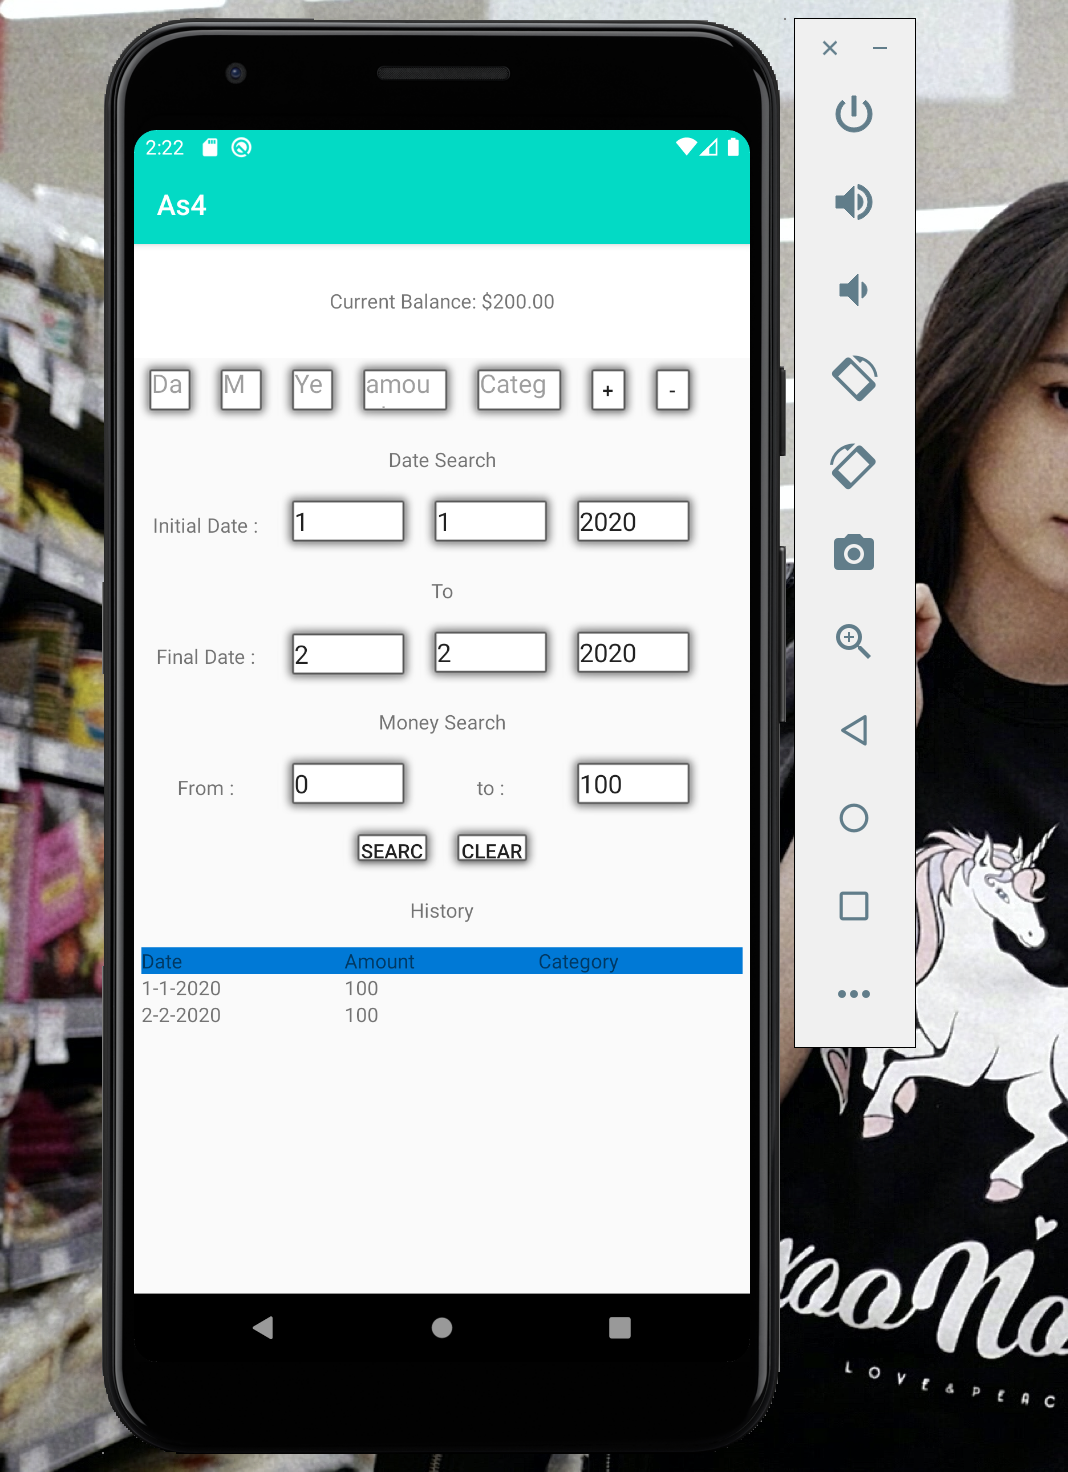 2:22
As4
Current Balance: $200.00
Da M Ye amou Categ + -
Date Search
Initial Date : 1 1 2020
To
Final Date : 2 2 2020
Money Search
From : 0 to : 100
SEARC CLEAR
History
Date Amount Category
1-1-2020 100
2-2-2020 100
LOVE & PEAC